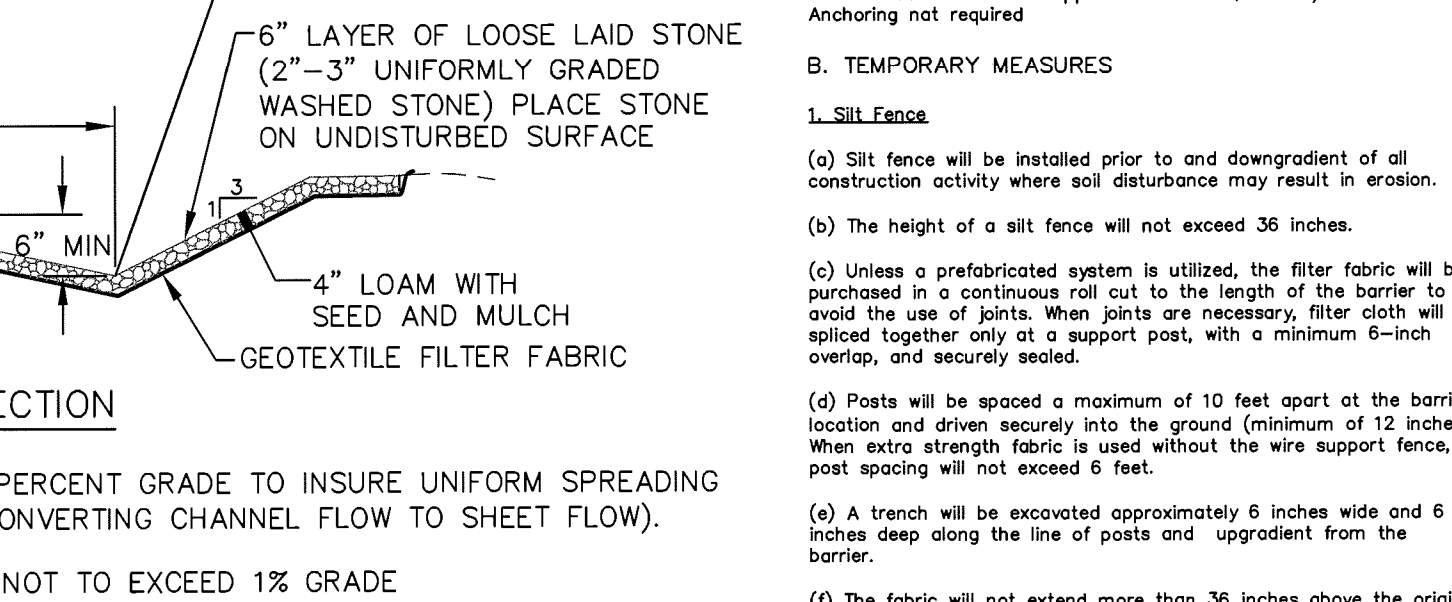 6" LAYER OF LOOSE LAID STONE
(2"-3" UNIFORMLY GRADED
WASHED STONE) PLACE STONE
ON UNDISTURBED SURFACE
3
1
6" MIN
4" LOAM WITH
SEED AND MULCH
GEOTEXTILE FILTER FABRIC
PERCENT GRADE TO INSURE UNIFORM SPREADING
CHANNEL FLOW TO SHEET FLOW).
NOT TO EXCEED 1% GRADE
Anchoring nat required
B. TEMPORARY MEASURES
1. Silt Fence
(a) Silt fence will be installed prior to and downgradient of all
construction activity where soil disturbance may result in erosion.
(b) The height of a silt fence will not exceed 36 inches.
(c) Unless a prefabricated system is utilized, the filter fabric will
purchased in a continuous roll cut to the length of the barrier to
avoid the use of joints. When joints are necessary, filter cloth will
spliced together only at a support post, with a minimum 6-inch
overlap, and securely sealed.
(d) Posts will be spaced a maximum of 10 feet apart at the
location and driven securely into the ground (minimum of 12
When extra strength fabric is used without the wire support fence,
post spacing will not exceed 6 feet.
(e) A trench will be excavated approximately 6 inches wide and 6
inches deep along the line of posts and upgradient from the
barrier.
(f) The fabric will not extend more than 36 inches above the